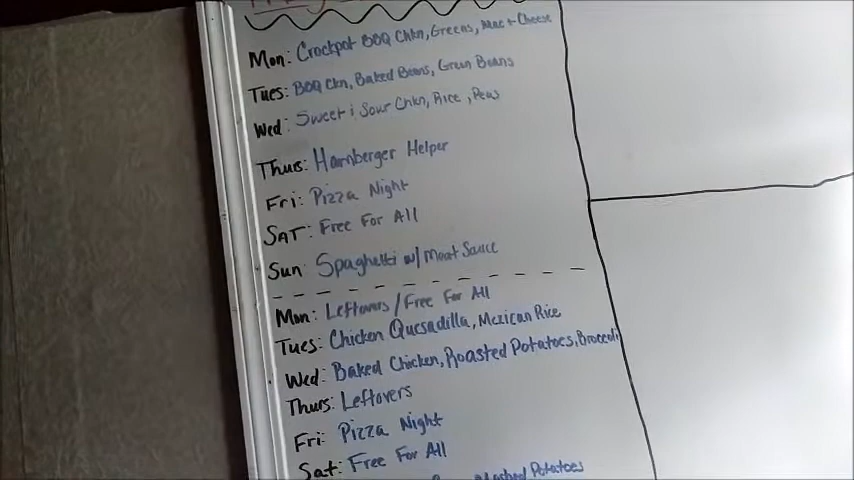 Mon: Crockpot BBQ Chkn, Greens, Mac + Cheese
Tues: BBQ Ckn, Baked Beans, Green Beans
Wed: Sweet i Sour Chkn, Rice, Peas
Thurs: Hamberger Helper
Fri: Pizza Night
SAT: Free For All
Sun: Spaghetti w/ Meat Sauce
Mon: Leftovers / Free For All
Tues: Chicken Quesadilla, Mexican Rice
Wed: Baked Chicken, Roasted Potatoes, Broccoli
Thurs: Leftovers
Fri: Pizza Night
Sat: Free For All
Mashed Potatoes